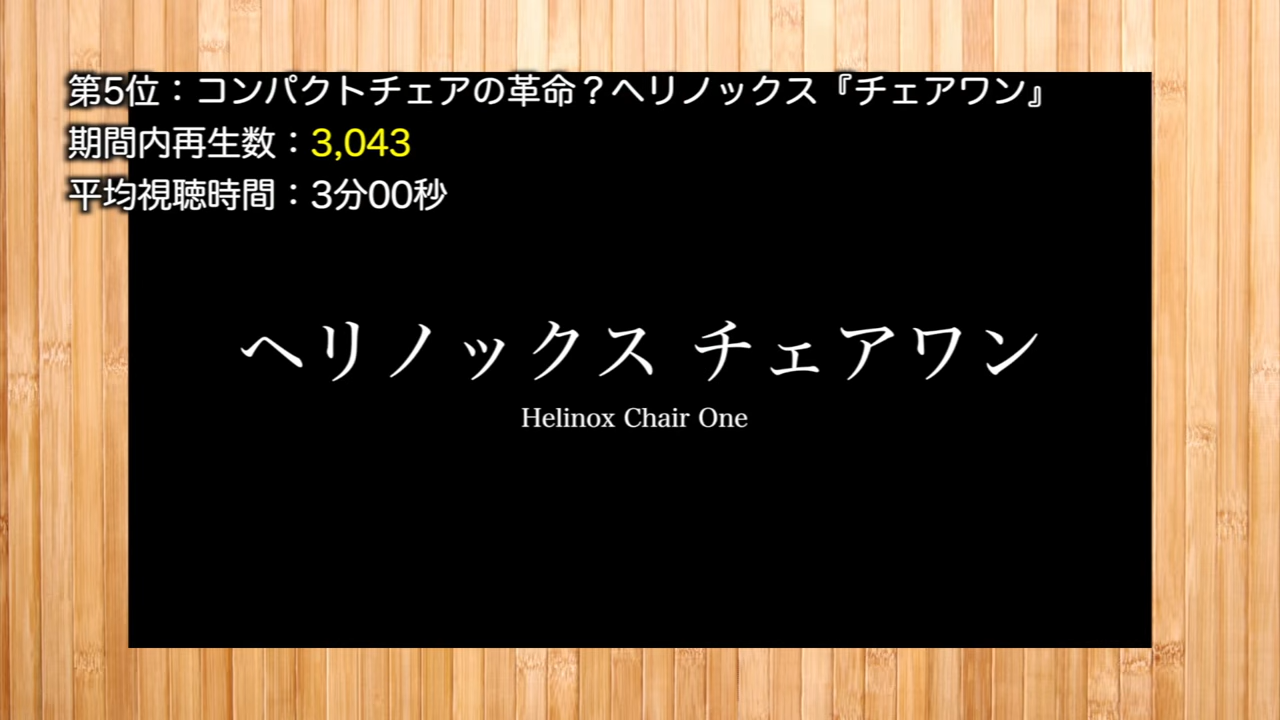 第5位：コンパクトチェアの革命？ヘリノックス『チェアワン』
期間内再生数：3,043
平均視聴時間：3分00秒
ヘリノックス チェアワン
Helinox Chair One